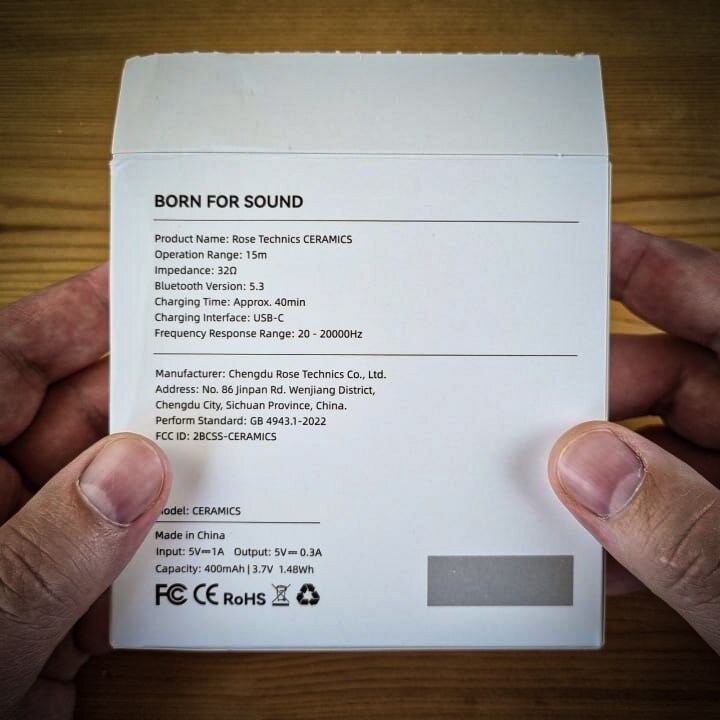 BORN FOR SOUND
Product Name: Rose Technics CERAMICS
Operation Range: 15m
Impedance: 32Ω
Bluetooth Version: 5.3
Charging Time: Approx. 40min
Charging Interface: USB-C
Frequency Response Range: 20 - 20000Hz
Manufacturer: Chengdu Rose Technics Co., Ltd.
Address: No. 86 Jinpan Rd. Wenjiang District,
Chengdu City, Sichuan Province, China.
Perform Standard: GB 4943.1-2022
FCC ID: 2BCSS-CERAMICS
odel: CERAMICS
Made in China
Input: 5V⎓1A Output: 5V⎓ 0.3A
Capacity: 400mAh | 3.7V 1.48Wh
FC CE RoHS